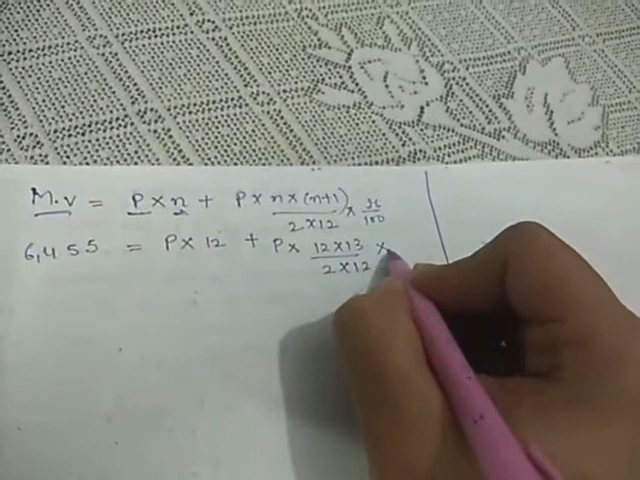 M.V = P × n + P × n × (n+1) / 2 × 12 × r / 100
6,455 = P × 12 + P × 12 × 13 / 2 × 12 ×